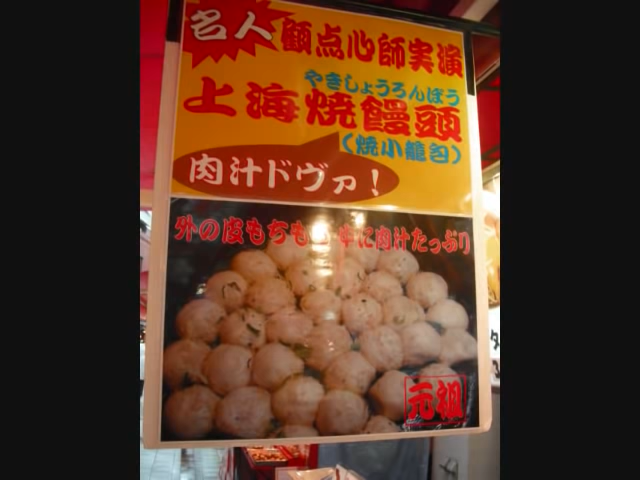 名人 顧点心師実演
やきしょうろんぽう
上海焼饅頭
(焼小籠包)
肉汁ドヴァ!
外の皮もちも 中に肉汁たっぷり
元祖